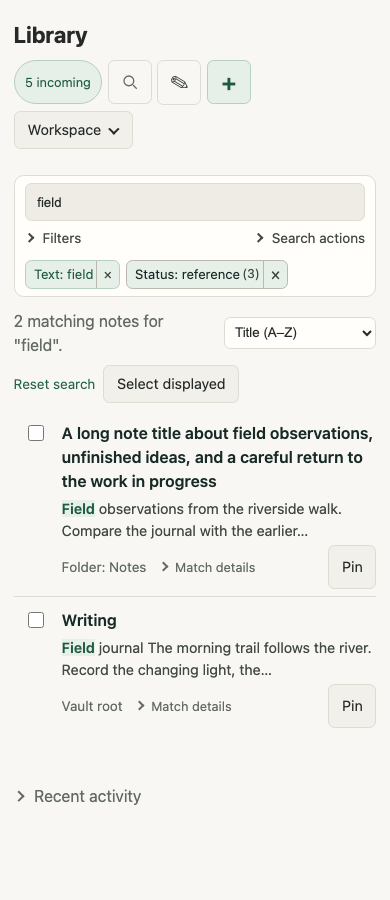 Library
5 incoming
Workspace
field
Filters
Search actions
Text: field ×
Status: reference (3) ×
2 matching notes for
"field".
Title (A–Z)
Reset search
Select displayed
A long note title about field observations,
unfinished ideas, and a careful return to
the work in progress
Field observations from the riverside walk.
Compare the journal with the earlier...
Folder: Notes
Match details
Pin
Writing
Field journal The morning trail follows the river.
Record the changing light, the...
Vault root
Match details
Pin
Recent activity